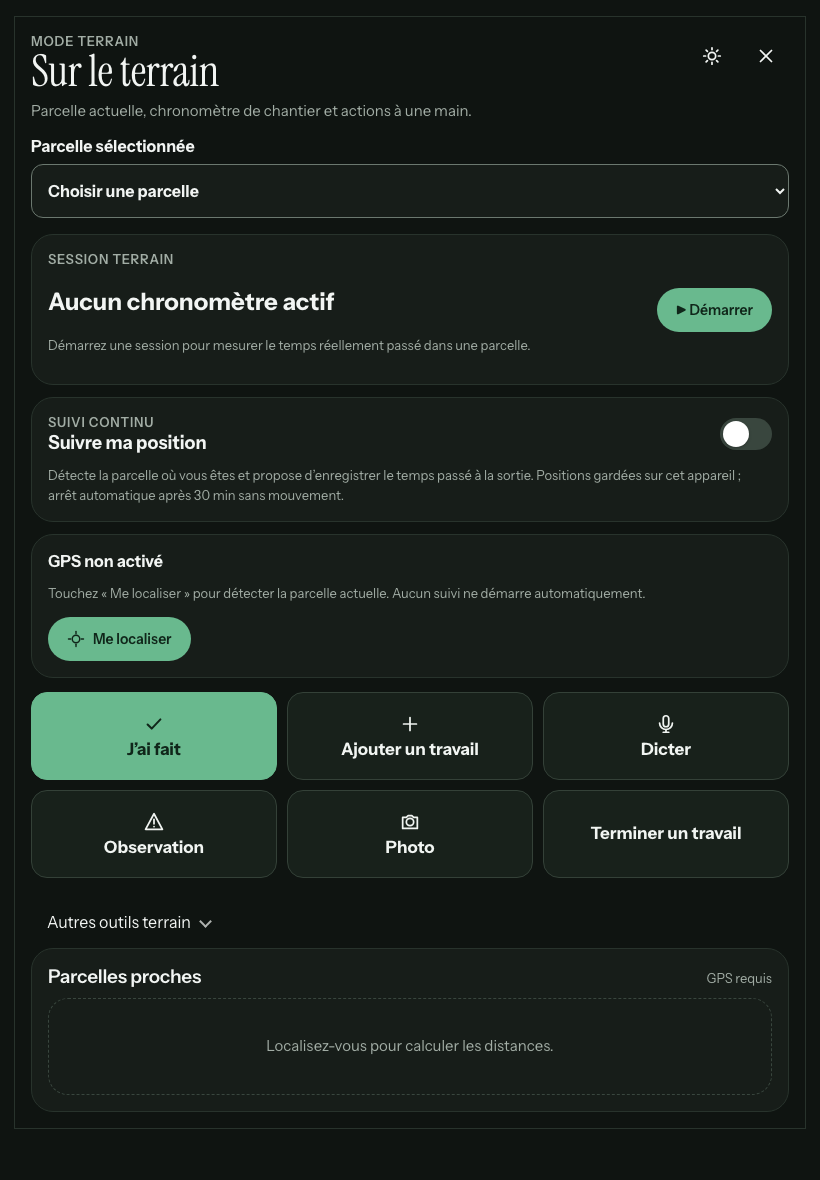 MODE TERRAIN
Sur le terrain
Parcelle actuelle, chronomètre de chantier et actions à une main.
Parcelle sélectionnée
Choisir une parcelle
SESSION TERRAIN
Aucun chronomètre actif
Démarrer
Démarrez une session pour mesurer le temps réellement passé dans une parcelle.
SUIVI CONTINU
Suivre ma position
Détecte la parcelle où vous êtes et propose d’enregistrer le temps passé à la sortie. Positions gardées sur cet appareil ;
arrêt automatique après 30 min sans mouvement.
GPS non activé
Touchez « Me localiser » pour détecter la parcelle actuelle. Aucun suivi ne démarre automatiquement.
Me localiser
J’ai fait
Ajouter un travail
Dicter
Observation
Photo
Terminer un travail
Autres outils terrain
Parcelles proches
GPS requis
Localisez-vous pour calculer les distances.